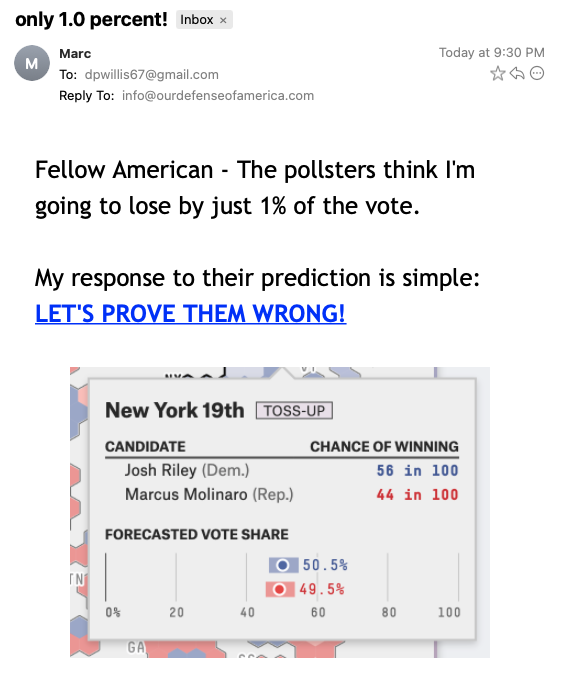 only 1.0 percent! Inbox ×
M
Marc
Today at 9:30 PM
To: dpwillis67@gmail.com
Reply To: info@ourdefenseofamerica.com
Fellow American - The pollsters think I'm
going to lose by just 1% of the vote.
My response to their prediction is simple:
LET'S PROVE THEM WRONG!
New York 19th TOSS-UP
CANDIDATE CHANCE OF WINNING
Josh Riley (Dem.) 56 in 100
Marcus Molinaro (Rep.) 44 in 100
FORECASTED VOTE SHARE
50.5%
49.5%
0% 20 40 60 80 100
GA